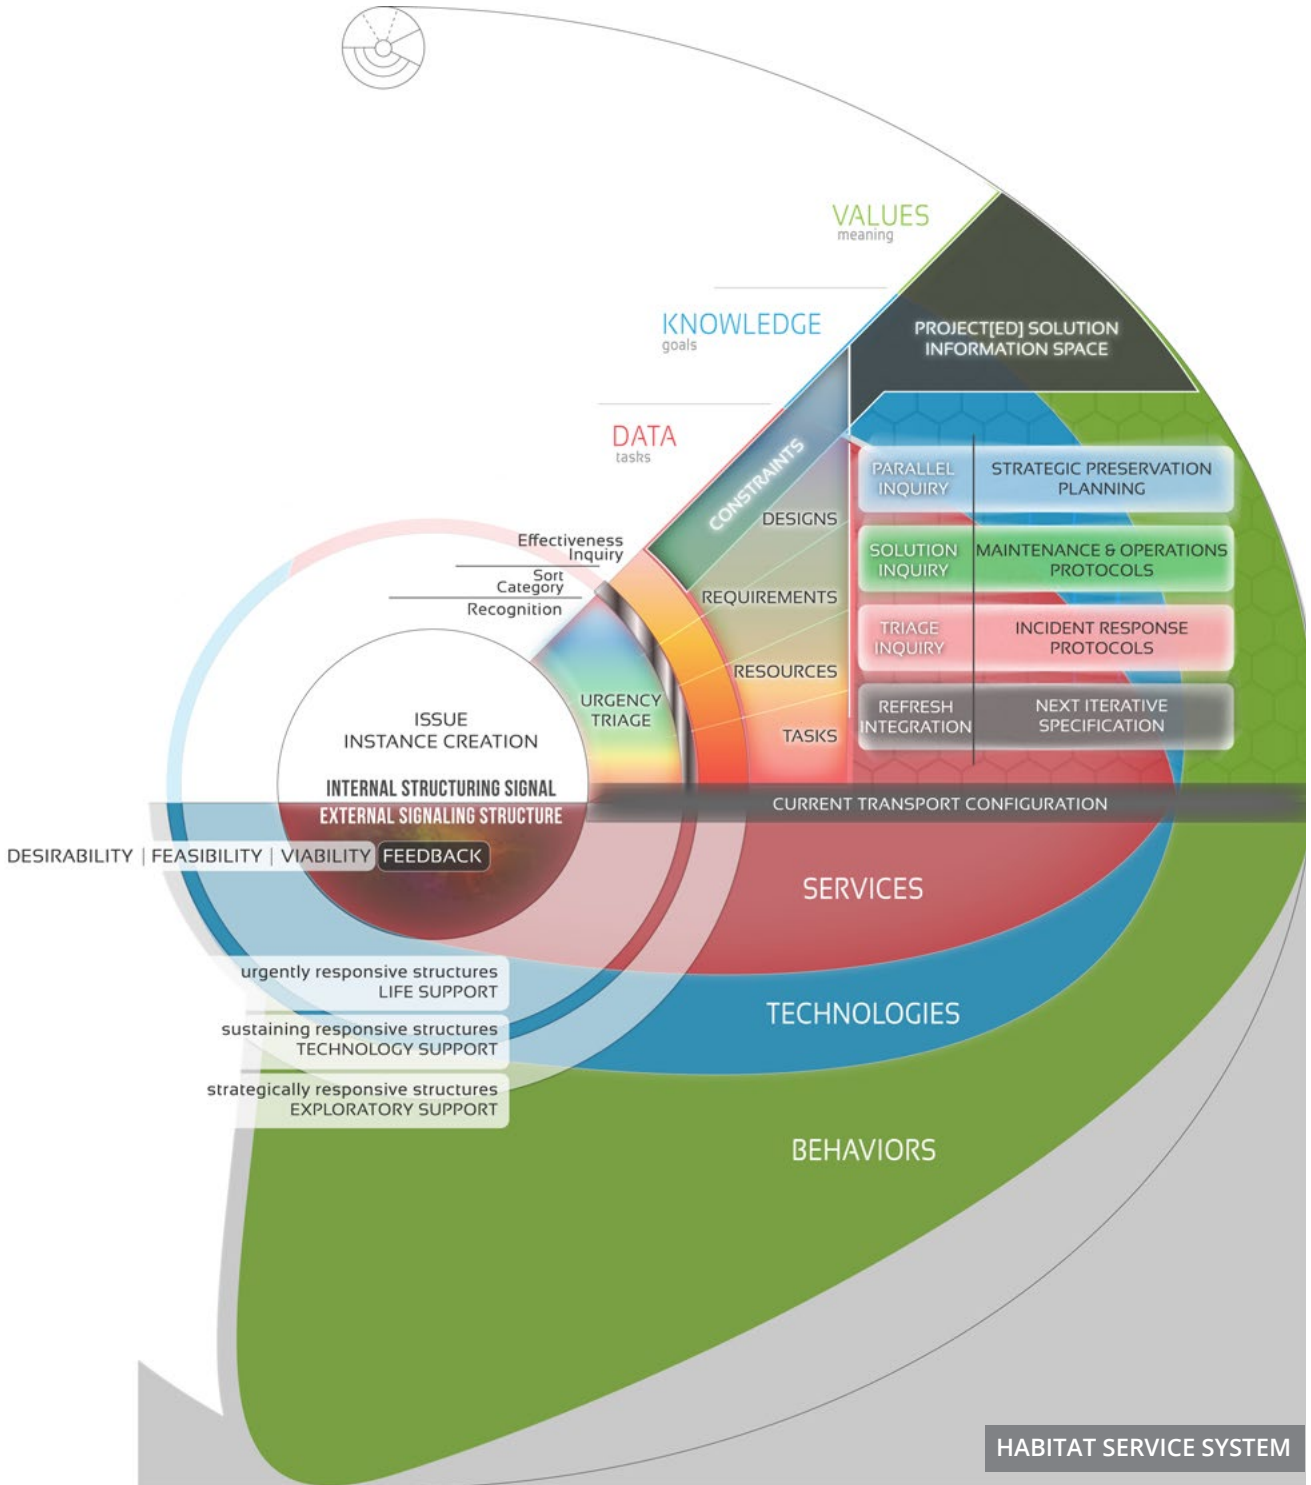 VALUES
meaning
KNOWLEDGE
goals
DATA
tasks
PROJECT[ED] SOLUTION
INFORMATION SPACE
CONSTRAINTS
DESIGNS
REQUIREMENTS
RESOURCES
TASKS
PARALLEL
INQUIRY
STRATEGIC PRESERVATION
PLANNING
SOLUTION
INQUIRY
MAINTENANCE & OPERATIONS
PROTOCOLS
TRIAGE
INQUIRY
INCIDENT RESPONSE
PROTOCOLS
REFRESH
INTEGRATION
NEXT ITERATIVE
SPECIFICATION
Effectiveness
Inquiry
Sort
Category
Recognition
URGENCY
TRIAGE
ISSUE
INSTANCE CREATION
INTERNAL STRUCTURING SIGNAL
EXTERNAL SIGNALING STRUCTURE
CURRENT TRANSPORT CONFIGURATION
DESIRABILITY | FEASIBILITY | VIABILITY FEEDBACK
SERVICES
urgently responsive structures
LIFE SUPPORT
sustaining responsive structures
TECHNOLOGY SUPPORT
strategically responsive structures
EXPLORATORY SUPPORT
TECHNOLOGIES
BEHAVIORS
HABITAT SERVICE SYSTEM